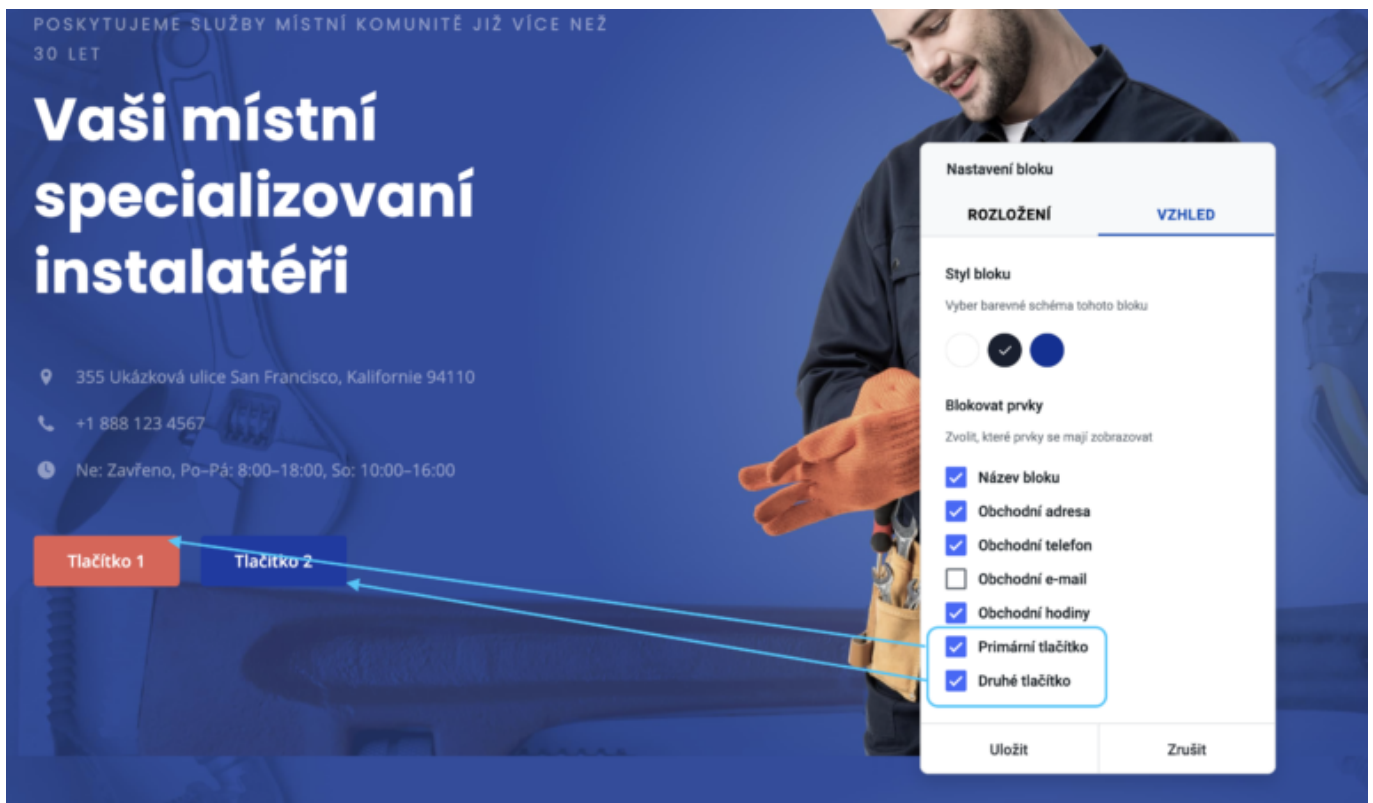 POSKYTUJEME SLUŽBY MÍSTNÍ KOMUNITĚ JIŽ VÍCE NEŽ
30 LET
Vaši místní
specializovaní
instalatéři
355 Ukázková ulice San Francisco, Kalifornie 94110
+1 888 123 4567
Ne: Zavřeno, Po–Pá: 8:00–18:00, So: 10:00–16:00
Tlačítko 1
Tlačítko 2
Nastavení bloku
ROZLOŽENÍ
VZHLED
Styl bloku
Vyber barevné schéma tohoto bloku
Blokovat prvky
Zvolit, které prvky se mají zobrazovat
Název bloku
Obchodní adresa
Obchodní telefon
Obchodní e-mail
Obchodní hodiny
Primární tlačítko
Druhé tlačítko
Uložit
Zrušit